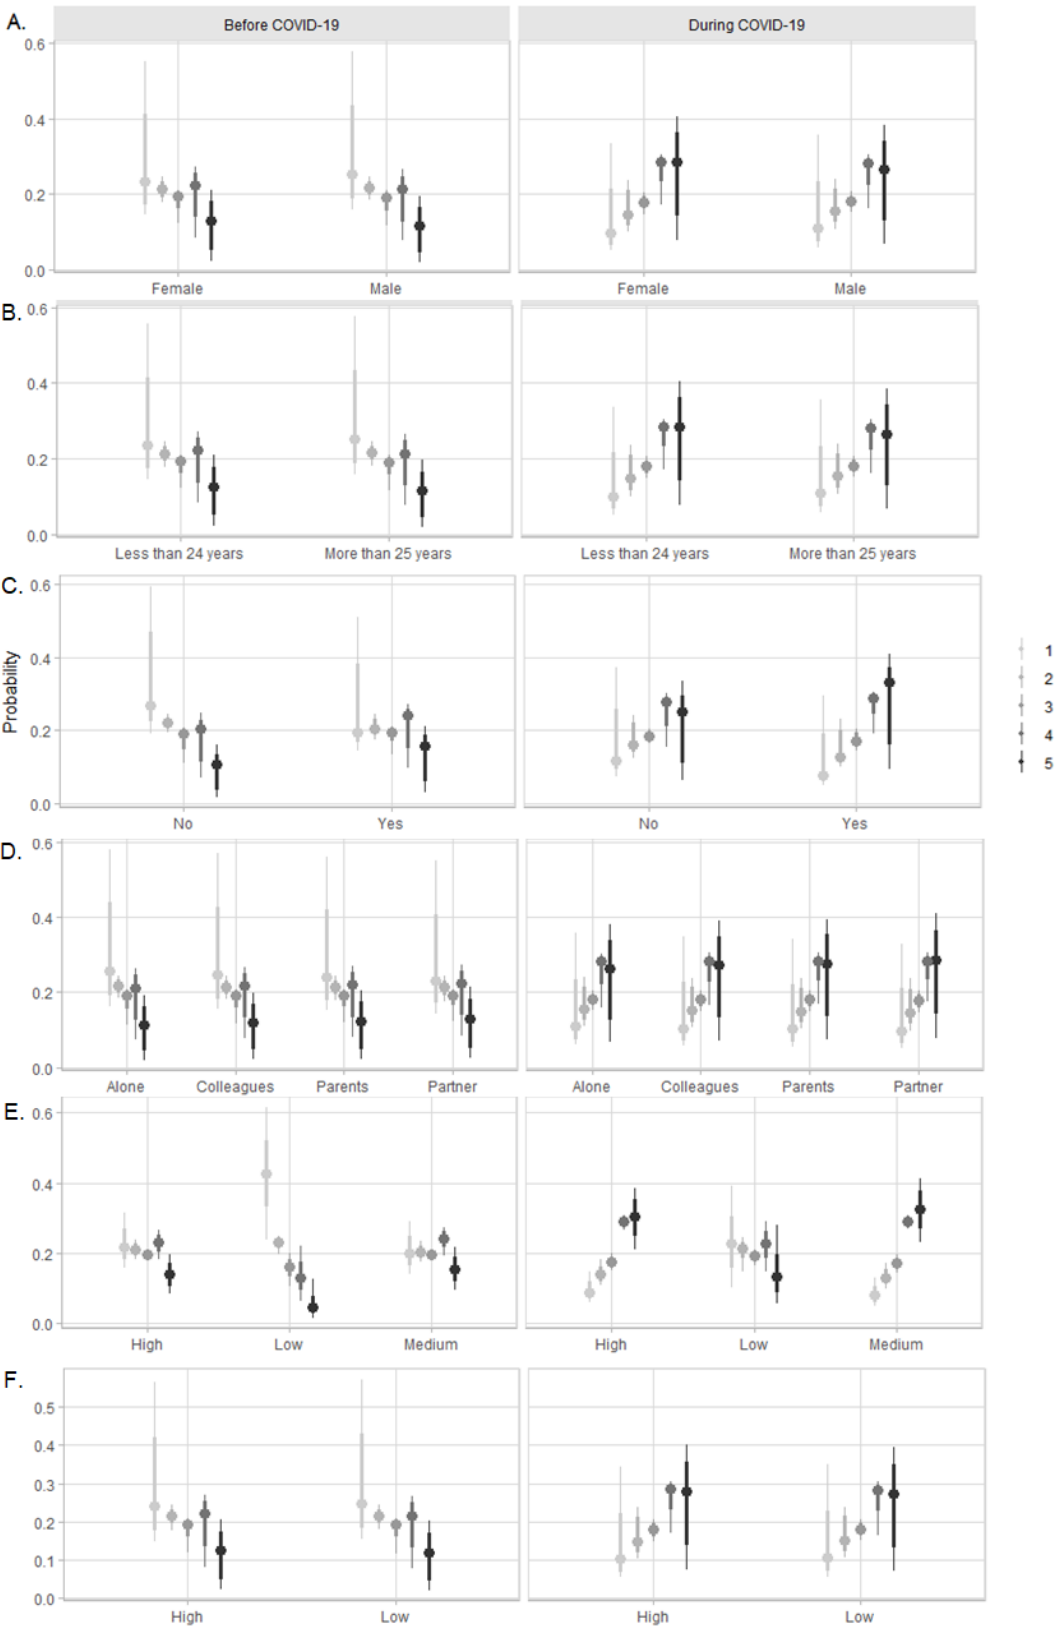 A.
Before COVID-19 During COVID-19
0.6
0.4
0.2
0.0
Female Male Female Male
B.
0.6
0.4
0.2
0.0
Less than 24 years More than 25 years Less than 24 years More than 25 years
C.
0.6
0.4
0.2
0.0
No Yes No Yes
Probability
1
2
3
4
5
D.
0.6
0.4
0.2
0.0
Alone Colleagues Parents Partner Alone Colleagues Parents Partner
E.
0.6
0.4
0.2
0.0
High Low Medium High Low Medium
F.
0.5
0.4
0.3
0.2
0.1
0.0
High Low High Low